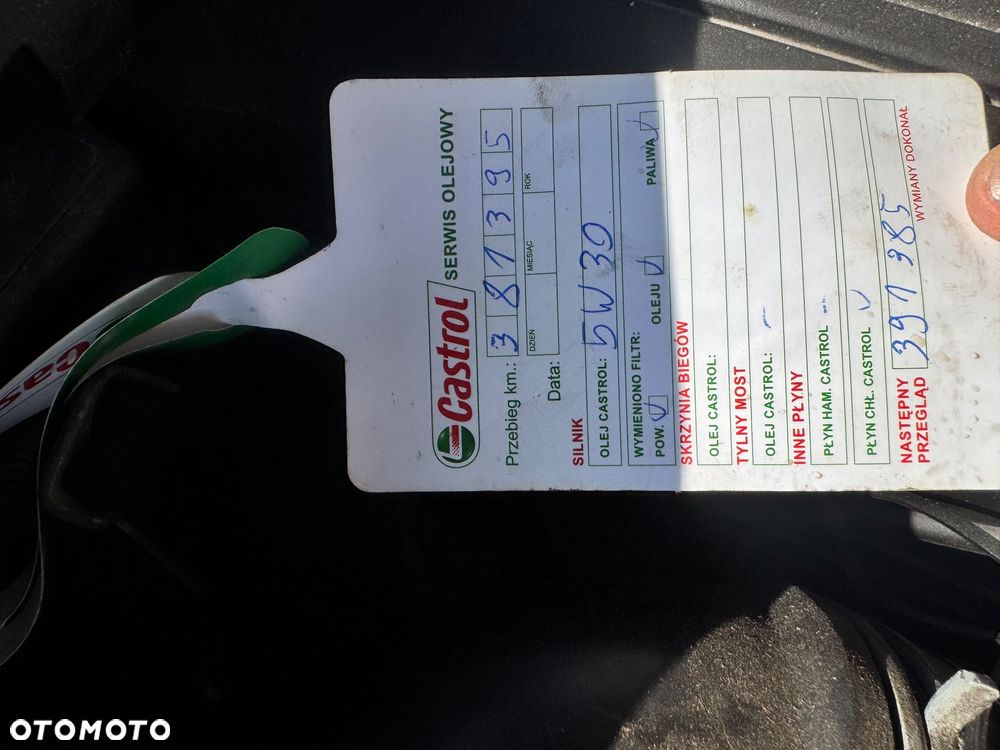 Castrol SERWIS OLEJOWY
Przebieg km.: 381395
Data:
DZIEŃ MIESIĄC ROK
SILNIK
OLEJ CASTROL: 5W30
WYMIENIONO FILTR:
POW. ✓ OLEJU ✓ PALIWA ✓
SKRZYNIA BIEGÓW
OLEJ CASTROL:
TYLNY MOST
OLEJ CASTROL: -
INNE PŁYNY
PŁYN HAM. CASTROL -
PŁYN CHŁ. CASTROL ✓
NASTĘPNY
PRZEGLĄD 391
WYMIANY DOKONAŁ
Cas
OTOMOTO